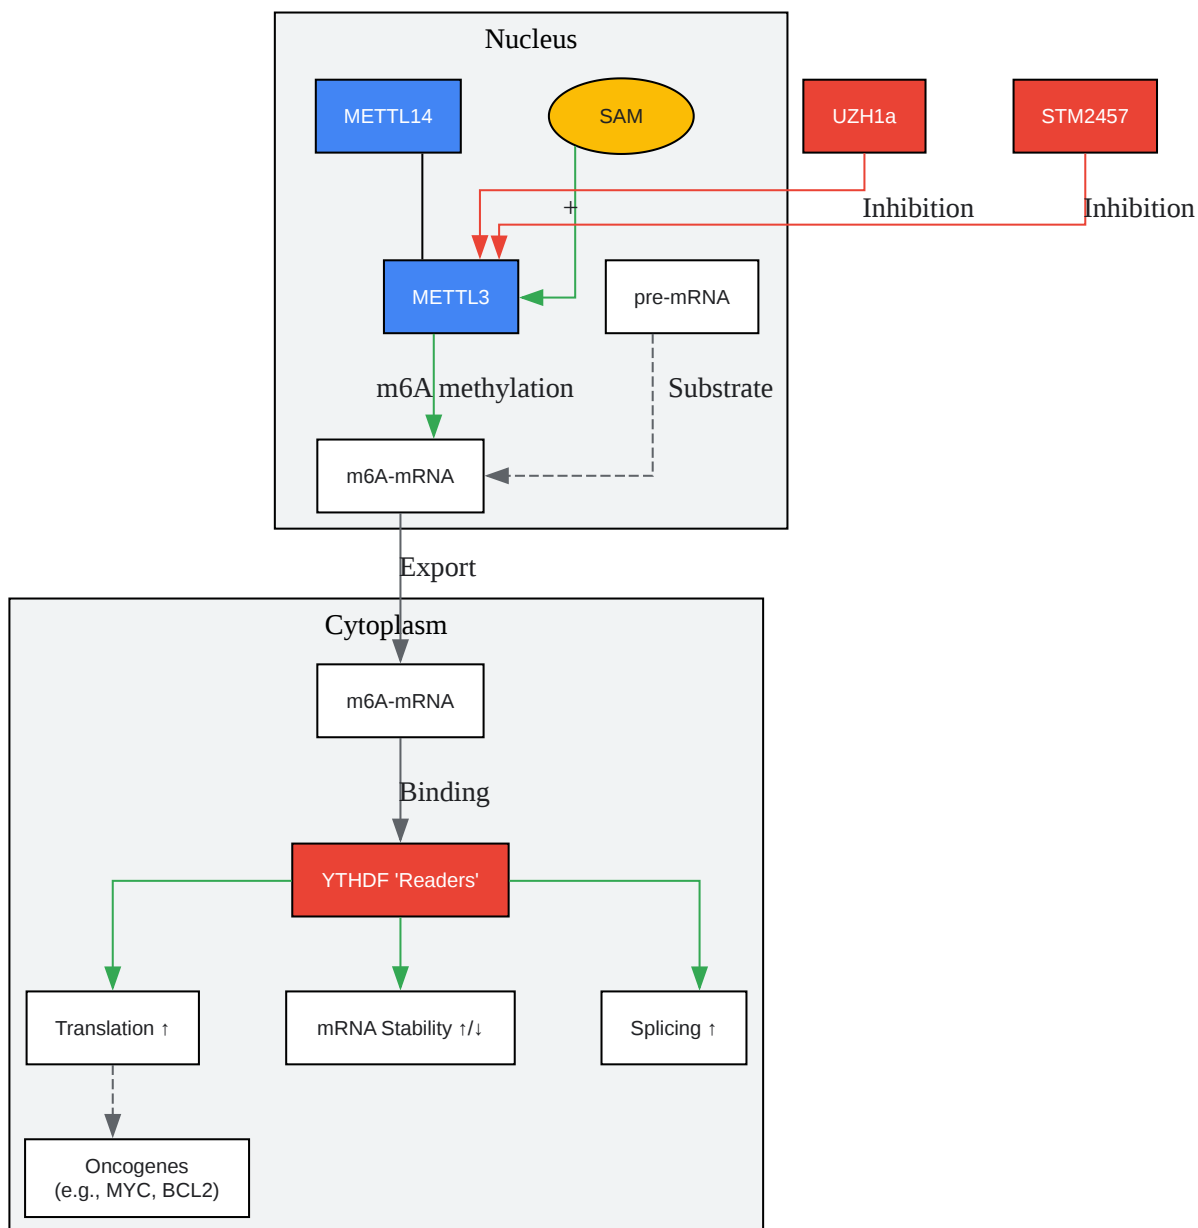 Nucleus
METTL14
SAM
UZH1a
STM2457
+
Inhibition
Inhibition
METTL3
pre-mRNA
m6A methylation
Substrate
m6A-mRNA
Export
Cytoplasm
m6A-mRNA
Binding
YTHDF 'Readers'
Translation ↑
mRNA Stability ↑/↓
Splicing ↑
Oncogenes
(e.g., MYC, BCL2)